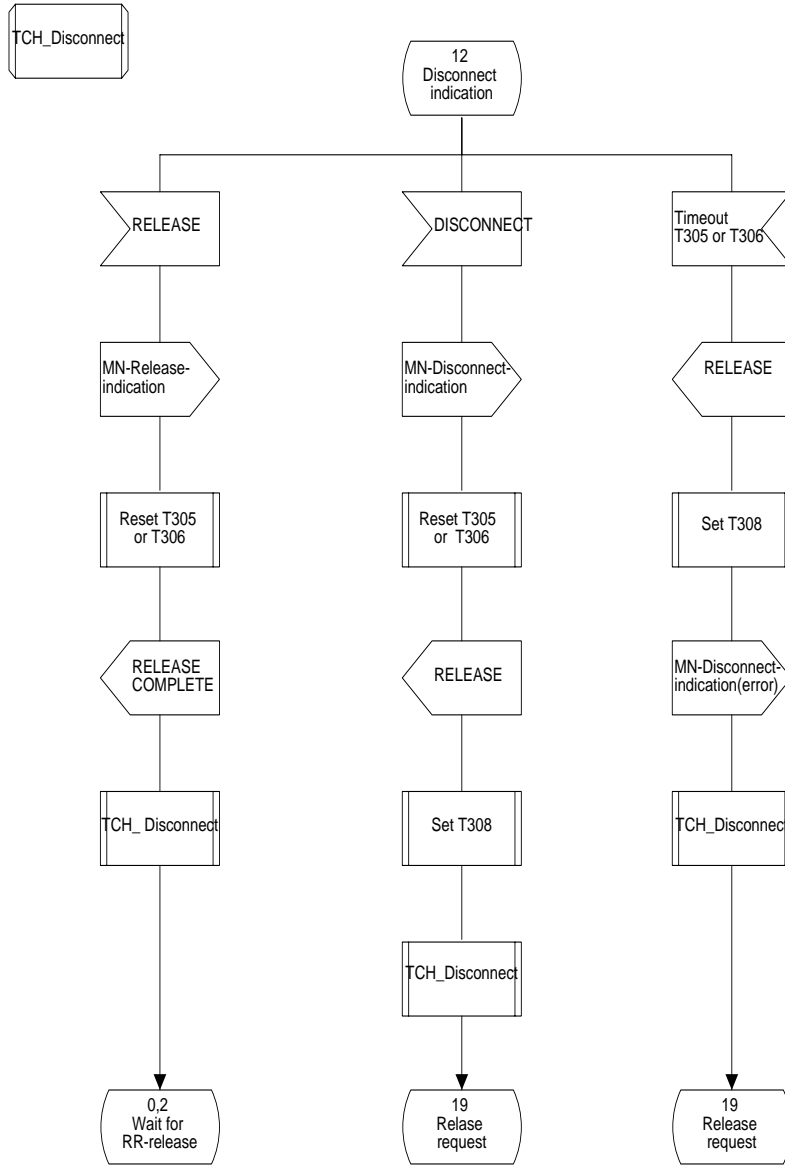 TCH_Disconnect
12
Disconnect
indication
RELEASE
DISCONNECT
Timeout
T305 or T306
MN-Release-
indication
MN-Disconnect-
indication
RELEASE
Reset T305
or T306
Reset T305
or T306
Set T308
RELEASE
COMPLETE
RELEASE
MN-Disconnect-
indication(error)
TCH_ Disconnect
Set T308
TCH_Disconnect
TCH_Disconnect
0,2
Wait for
RR-release
19
Relase
request
19
Release
request